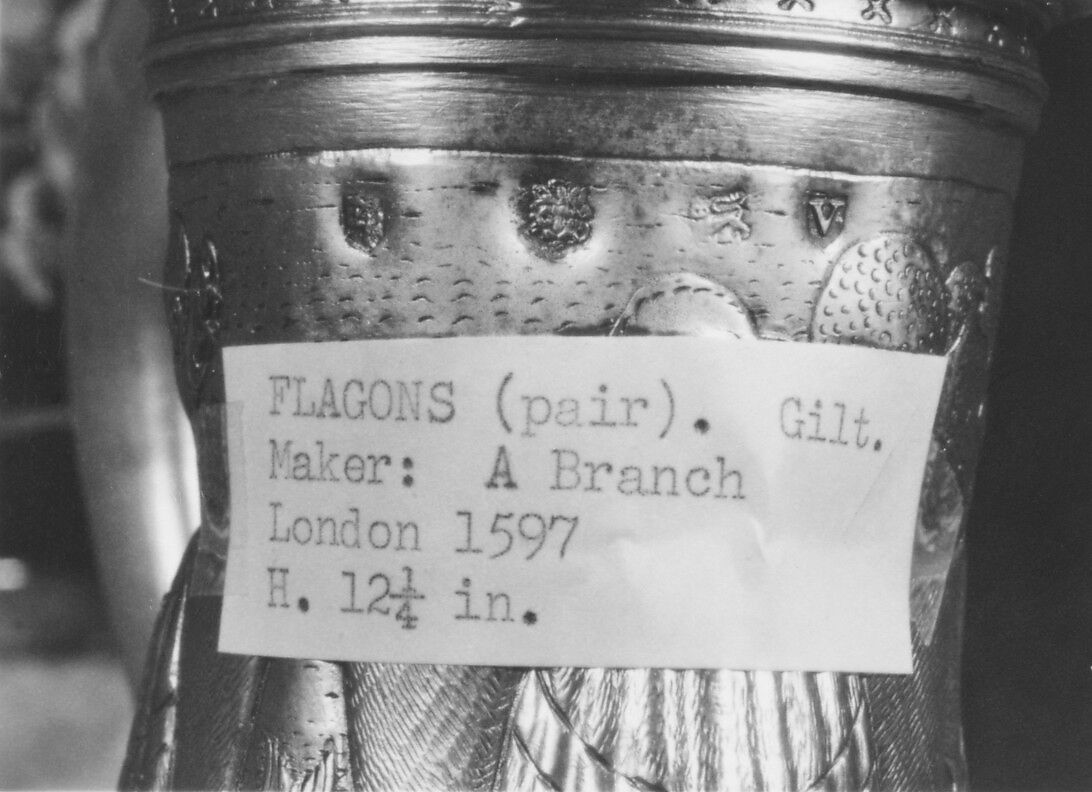 V
FLAGONS (pair). Gilt.
Maker: A Branch
London 1597
H. 12¼ in.